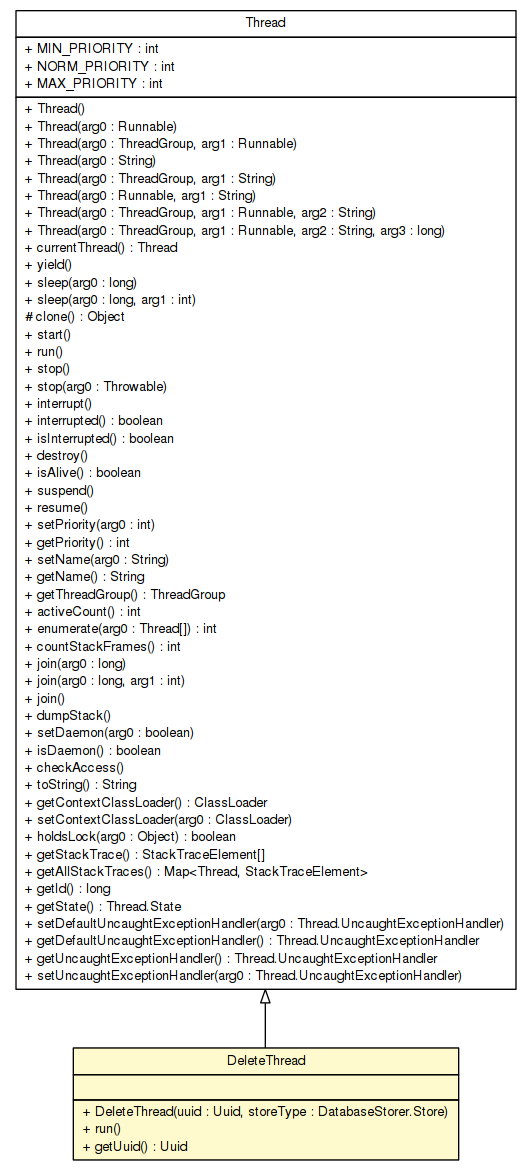 Thread
+ MIN_PRIORITY : int
+ NORM_PRIORITY : int
+ MAX_PRIORITY : int
+ Thread()
+ Thread(arg0 : Runnable)
+ Thread(arg0 : ThreadGroup, arg1 : Runnable)
+ Thread(arg0 : String)
+ Thread(arg0 : ThreadGroup, arg1 : String)
+ Thread(arg0 : Runnable, arg1 : String)
+ Thread(arg0 : ThreadGroup, arg1 : Runnable, arg2 : String)
+ Thread(arg0 : ThreadGroup, arg1 : Runnable, arg2 : String, arg3 : long)
+ currentThread() : Thread
+ yield()
+ sleep(arg0 : long)
+ sleep(arg0 : long, arg1 : int)
# clone() : Object
+ start()
+ run()
+ stop()
+ stop(arg0 : Throwable)
+ interrupt()
+ interrupted() : boolean
+ isInterrupted() : boolean
+ destroy()
+ isAlive() : boolean
+ suspend()
+ resume()
+ setPriority(arg0 : int)
+ getPriority() : int
+ setName(arg0 : String)
+ getName() : String
+ getThreadGroup() : ThreadGroup
+ activeCount() : int
+ enumerate(arg0 : Thread[]) : int
+ countStackFrames() : int
+ join(arg0 : long)
+ join(arg0 : long, arg1 : int)
+ join()
+ dumpStack()
+ setDaemon(arg0 : boolean)
+ isDaemon() : boolean
+ checkAccess()
+ toString() : String
+ getContextClassLoader() : ClassLoader
+ setContextClassLoader(arg0 : ClassLoader)
+ holdsLock(arg0 : Object) : boolean
+ getStackTrace() : StackTraceElement[]
+ getAllStackTraces() : Map<Thread, StackTraceElement>
+ getId() : long
+ getState() : Thread.State
+ setDefaultUncaughtExceptionHandler(arg0 : Thread.UncaughtExceptionHandler)
+ getDefaultUncaughtExceptionHandler() : Thread.UncaughtExceptionHandler
+ getUncaughtExceptionHandler() : Thread.UncaughtExceptionHandler
+ setUncaughtExceptionHandler(arg0 : Thread.UncaughtExceptionHandler)
DeleteThread
+ DeleteThread(uuid : Uuid, storeType : DatabaseStorer.Store)
+ run()
+ getUuid() : Uuid